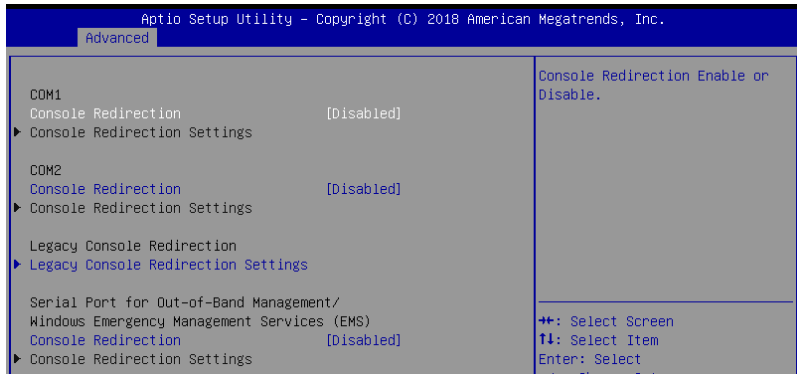 Aptio Setup Utility – Copyright (C) 2018 American Megatrends, Inc.
Advanced
COM1
Console Redirection [Disabled]
Console Redirection Settings
COM2
Console Redirection [Disabled]
Console Redirection Settings
Legacy Console Redirection
Legacy Console Redirection Settings
Serial Port for Out-of-Band Management/
Windows Emergency Management Services (EMS)
Console Redirection [Disabled]
Console Redirection Settings
Console Redirection Enable or
Disable.
→←: Select Screen
↑↓: Select Item
Enter: Select